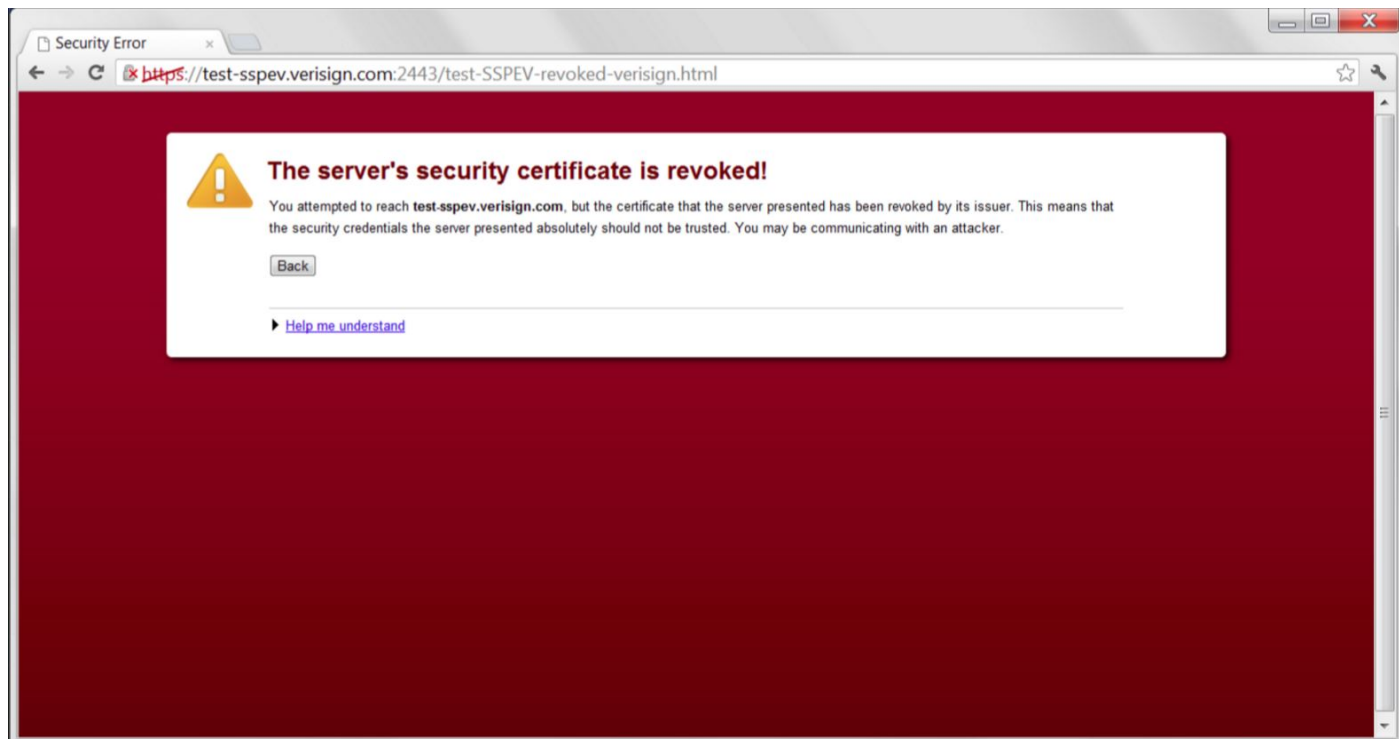 Security Error
https://test-sspev.verisign.com:2443/test-SSPEV-revoked-verisign.html
The server's security certificate is revoked!
You attempted to reach test-sspev.verisign.com, but the certificate that the server presented has been revoked by its issuer. This means that
the security credentials the server presented absolutely should not be trusted. You may be communicating with an attacker.
Back
Help me understand